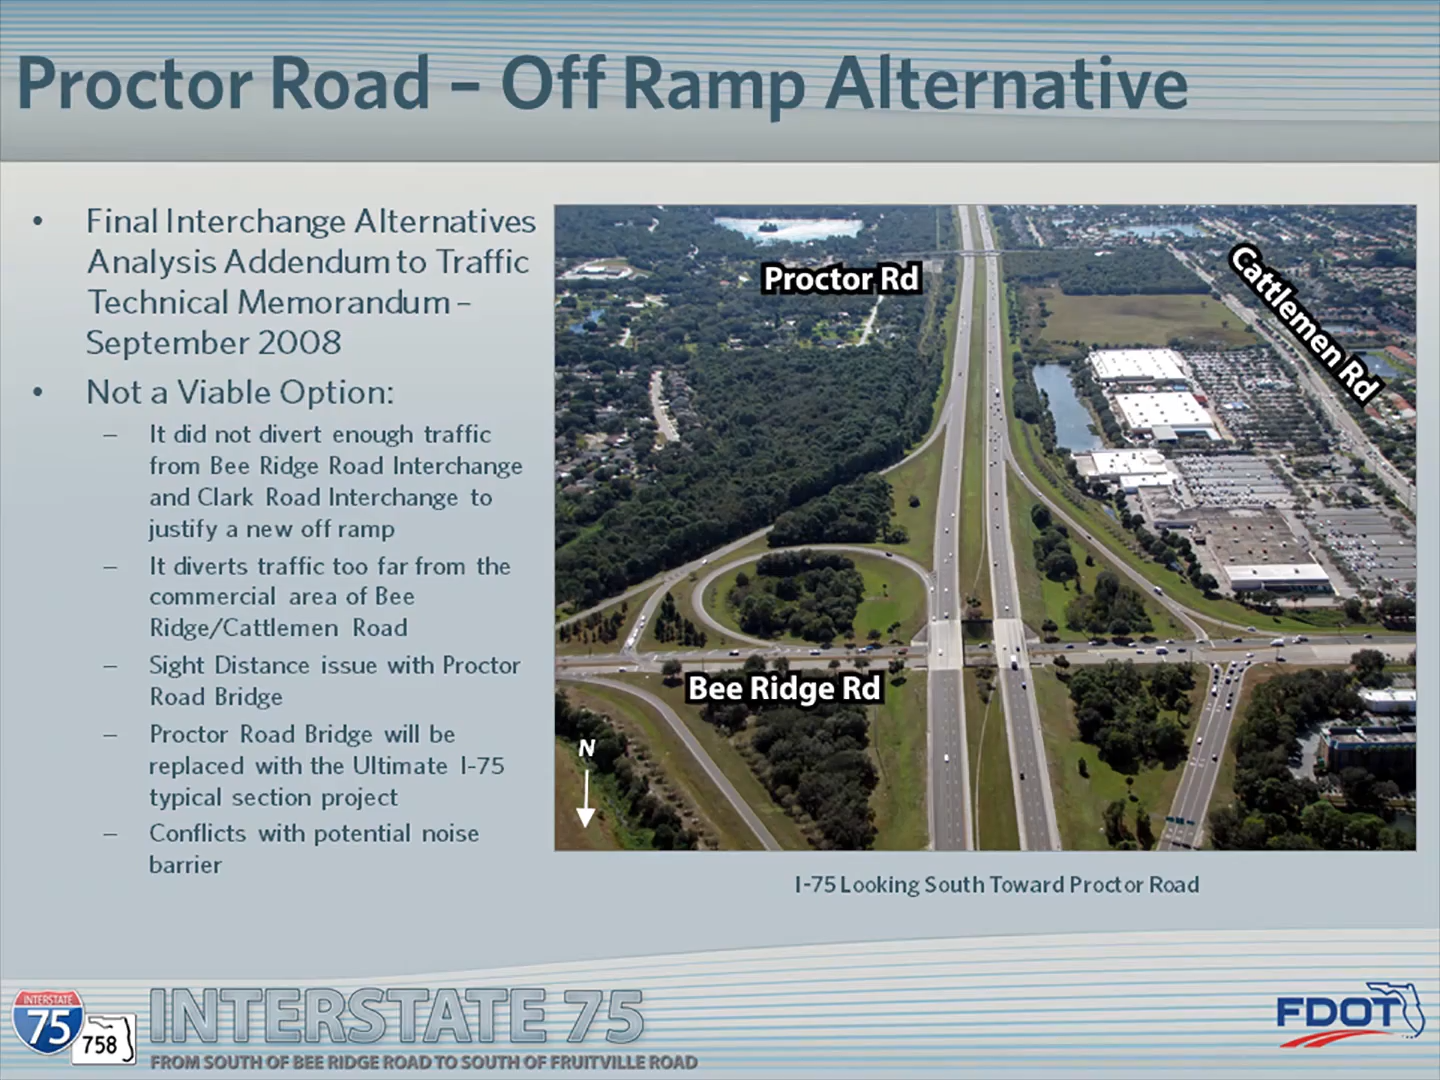 Proctor Road – Off Ramp Alternative
• Final Interchange Alternatives
Analysis Addendum to Traffic
Technical Memorandum –
September 2008
• Not a Viable Option:
– It did not divert enough traffic
from Bee Ridge Road Interchange
and Clark Road Interchange to
justify a new off ramp
– It diverts traffic too far from the
commercial area of Bee
Ridge/Cattlemen Road
– Sight Distance issue with Proctor
Road Bridge
– Proctor Road Bridge will be
replaced with the Ultimate I-75
typical section project
– Conflicts with potential noise
barrier
Proctor Rd
Cattlemen Rd
Bee Ridge Rd
N
I-75 Looking South Toward Proctor Road
INTERSTATE
75
758
INTERSTATE 75
FROM SOUTH OF BEE RIDGE ROAD TO SOUTH OF FRUITVILLE ROAD
FDOT